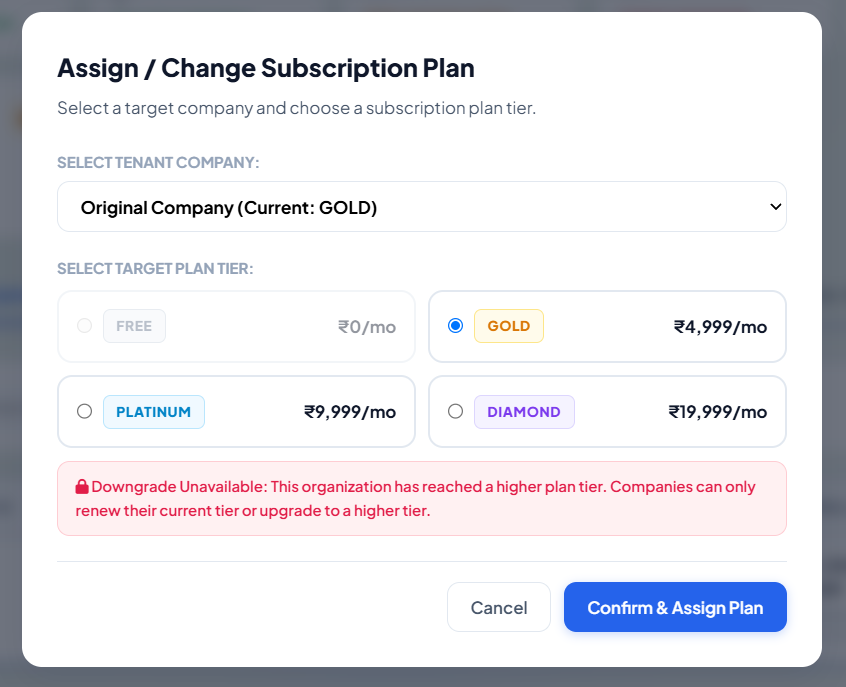 Assign / Change Subscription Plan
Select a target company and choose a subscription plan tier.
SELECT TENANT COMPANY:
Original Company (Current: GOLD)
SELECT TARGET PLAN TIER:
FREE ₹0/mo
GOLD ₹4,999/mo
PLATINUM ₹9,999/mo
DIAMOND ₹19,999/mo
Downgrade Unavailable: This organization has reached a higher plan tier. Companies can only
renew their current tier or upgrade to a higher tier.
Cancel
Confirm & Assign Plan